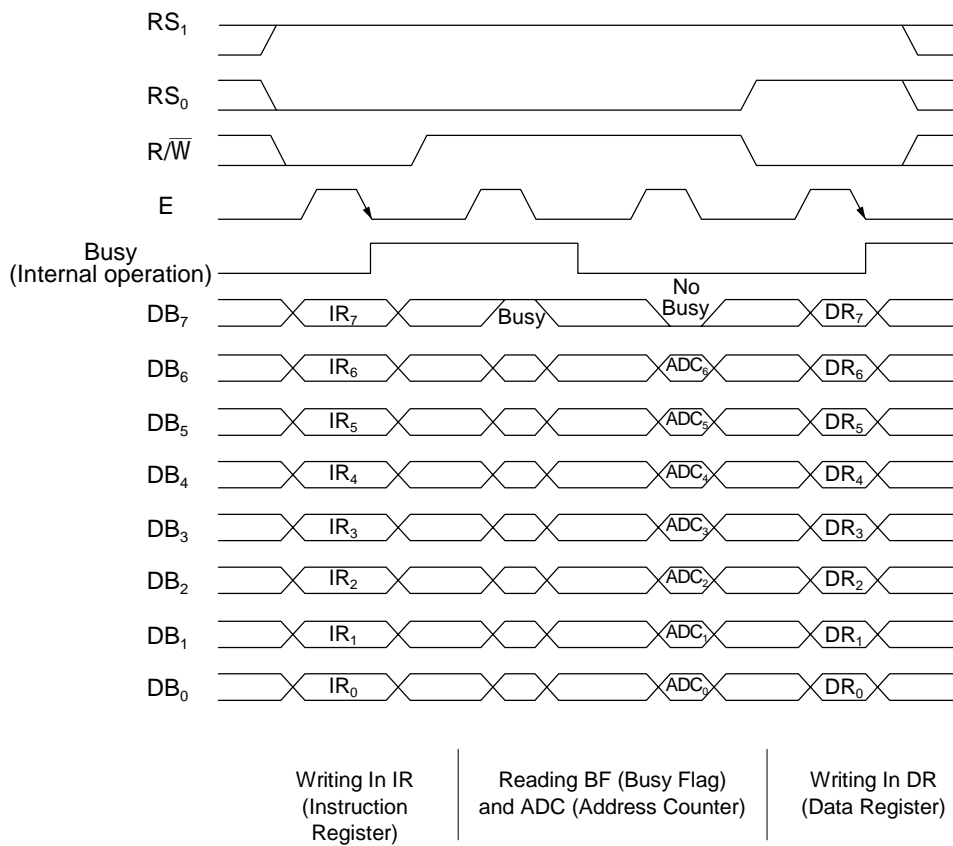 RS₁
RS₀
R/W̅
E
Busy
(Internal operation)
DB₇ IR₇ Busy No Busy DR₇
DB₆ IR₆ ADC₆ DR₆
DB₅ IR₅ ADC₅ DR₅
DB₄ IR₄ ADC₄ DR₄
DB₃ IR₃ ADC₃ DR₃
DB₂ IR₂ ADC₂ DR₂
DB₁ IR₁ ADC₁ DR₁
DB₀ IR₀ ADC₀ DR₀
Writing In IR
(Instruction
Register)
Reading BF (Busy Flag)
and ADC (Address Counter)
Writing In DR
(Data Register)